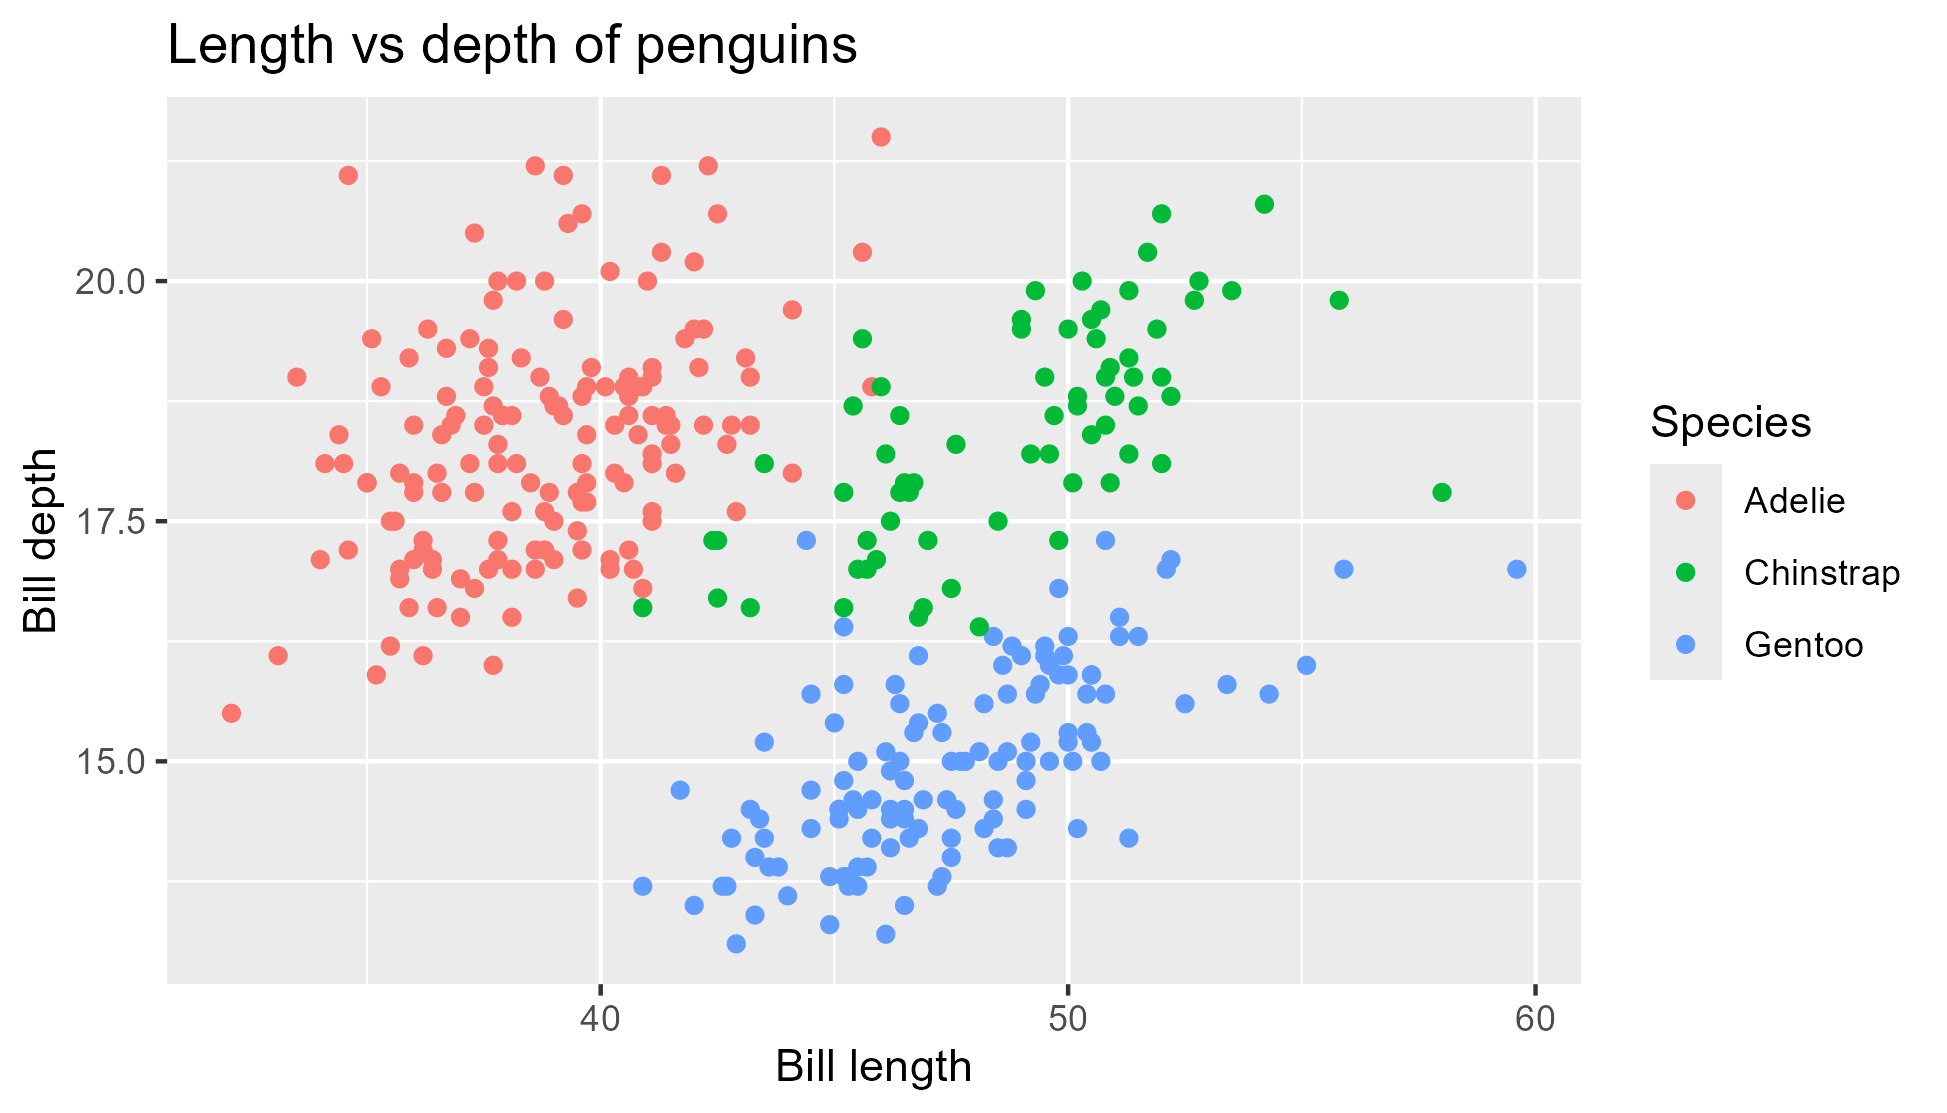 Length vs depth of penguins
Bill depth
20.0
17.5
15.0
40
50
60
Bill length
Species
Adelie
Chinstrap
Gentoo